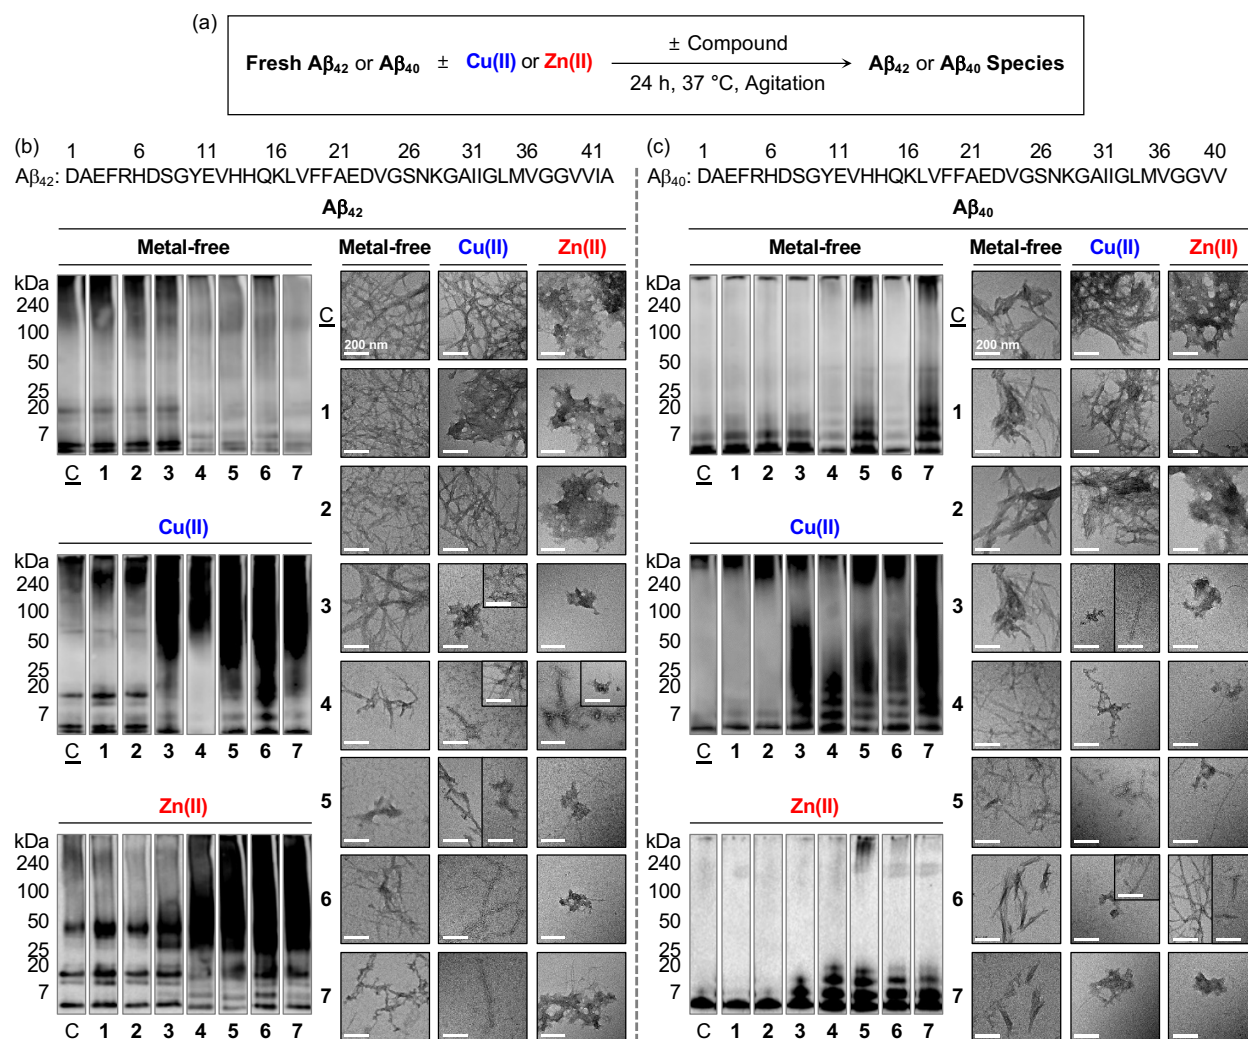 (a)
Fresh Aβ42 or Aβ40 ± Cu(II) or Zn(II)
± Compound
24 h, 37 °C, Agitation
Aβ42 or Aβ40 Species
(b)
1 6 11 16 21 26 31 36 41
Aβ42: DAEFRHDSGYEVHHQKLVFFAEDVGSNKGAIIGLMVGGVVIA
Aβ42
Metal-free
kDa
240
100
50
25
20
7
C 1 2 3 4 5 6 7
Cu(II)
kDa
240
100
50
25
20
7
C 1 2 3 4 5 6 7
Zn(II)
kDa
240
100
50
25
20
7
C 1 2 3 4 5 6 7
Metal-free Cu(II) Zn(II)
C
200 nm
1
2
3
4
5
6
7
(c)
1 6 11 16 21 26 31 36 40
Aβ40: DAEFRHDSGYEVHHQKLVFFAEDVGSNKGAIIGLMVGGVV
Aβ40
Metal-free
kDa
240
100
50
25
20
7
C 1 2 3 4 5 6 7
Cu(II)
kDa
240
100
50
25
20
7
C 1 2 3 4 5 6 7
Zn(II)
kDa
240
100
50
25
20
7
C 1 2 3 4 5 6 7
Metal-free Cu(II) Zn(II)
C
200 nm
1
2
3
4
5
6
7